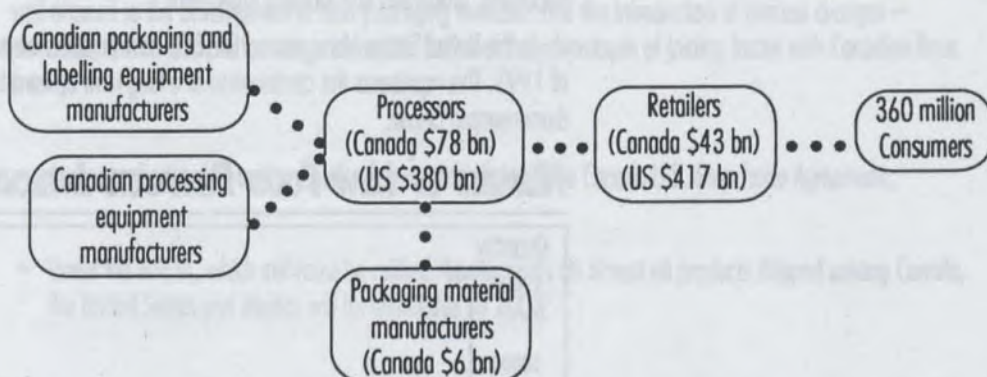 Canadian packaging and
labelling equipment
manufacturers
Canadian processing
equipment
manufacturers
Processors
(Canada $78 bn)
(US $380 bn)
Packaging material
manufacturers
(Canada $6 bn)
Retailers
(Canada $43 bn)
(US $417 bn)
360 million
Consumers